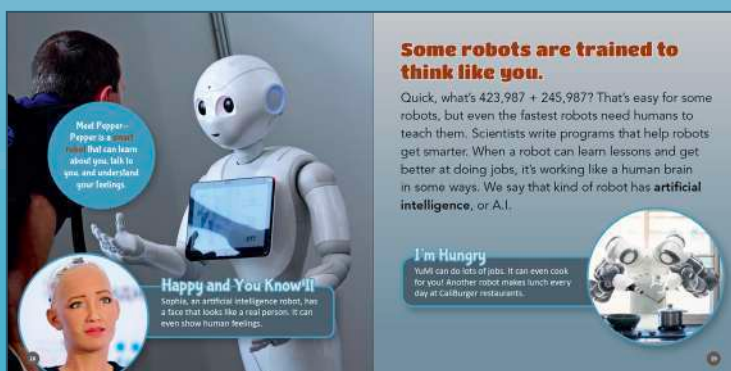 Meet Pepper—
Pepper is a smart
robot that can learn
about you, talk to
you, and understand
your feelings.
Happy and You Know It
Sophia, an artificial intelligence robot, has
a face that looks like a real person. It can
even show human feelings.
28
Some robots are trained to
think like you.
Quick, what's 423,987 + 245,987? That's easy for some
robots, but even the fastest robots need humans to
teach them. Scientists write programs that help robots
get smarter. When a robot can learn lessons and get
better at doing jobs, it's working like a human brain
in some ways. We say that kind of robot has artificial
intelligence, or A.I.
I'm Hungry
YuMi can do lots of jobs. It can even cook
for you! Another robot makes lunch every
day at CaliBurger restaurants.
29